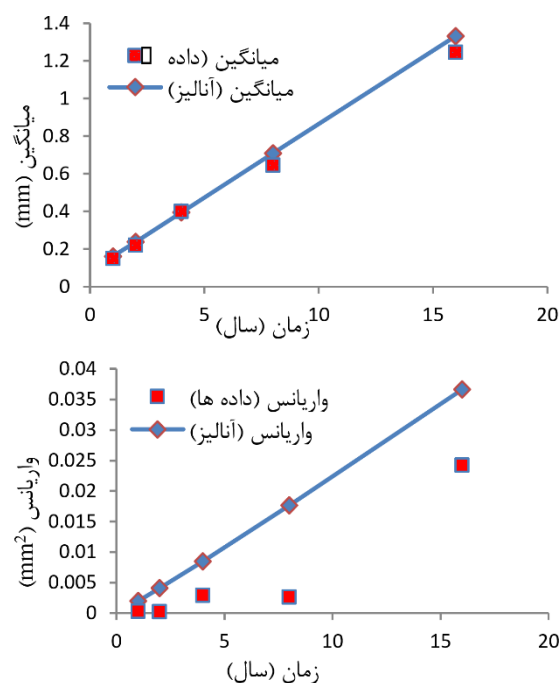 1.4
1.2
1
0.8
0.6
0.4
0.2
0
میانگین (mm)
میانگین (داده
میانگین (آنالیز)
0 5 10 15 20
زمان (سال)
0.04
0.035
0.03
0.025
0.02
0.015
0.01
0.005
0
واریانس (mm²)
واریانس (داده ها)
واریانس (آنالیز)
0 5 10 15 20
زمان (سال)